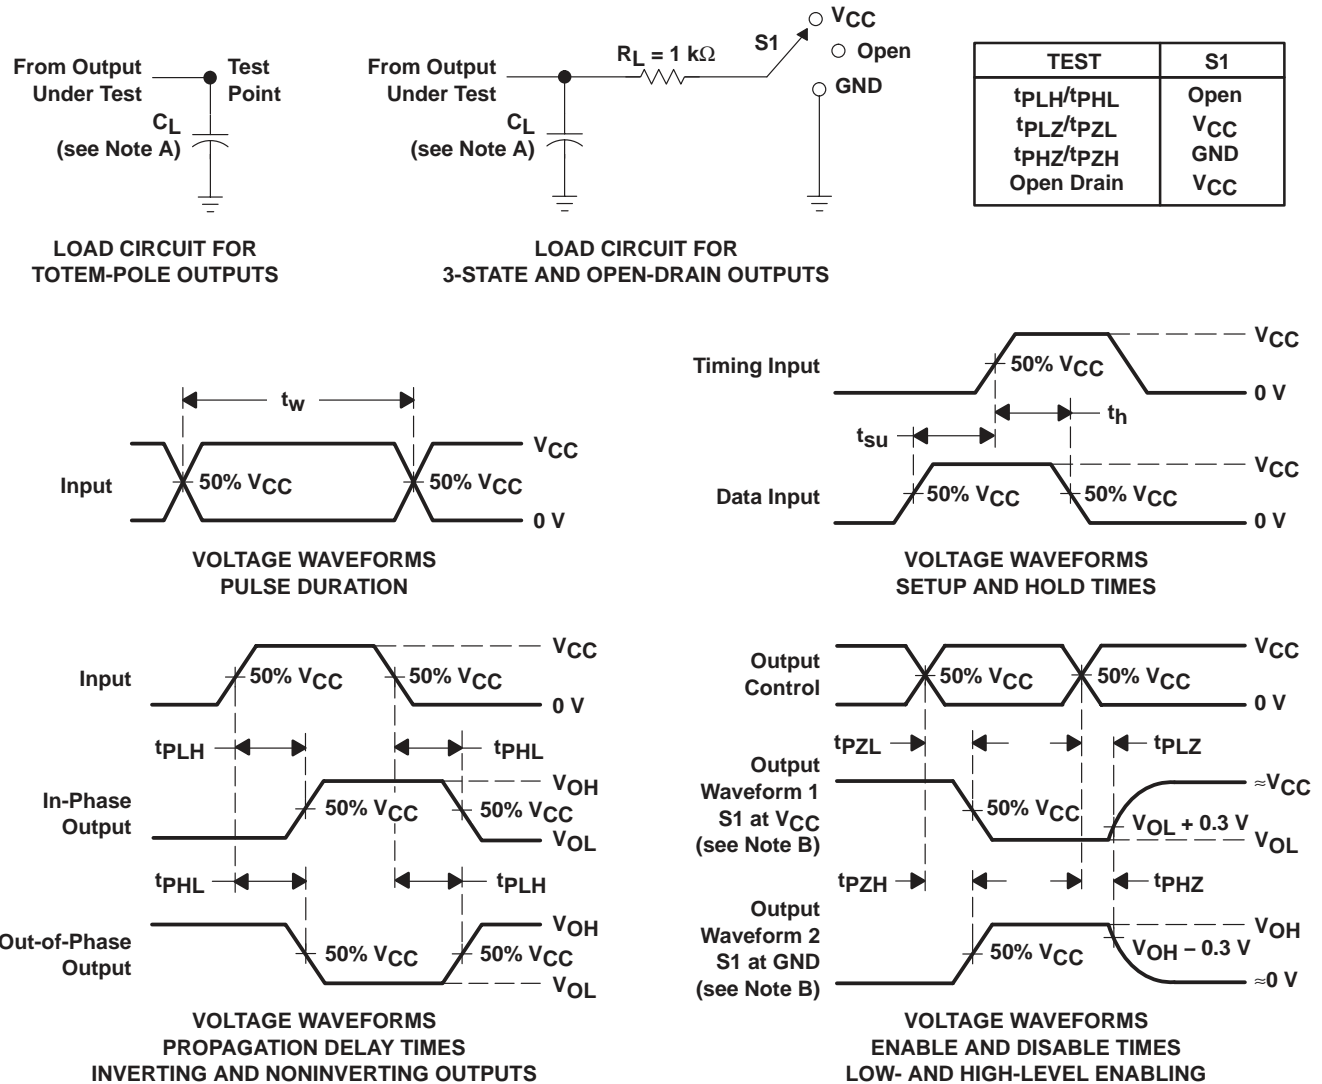 From Output
Under Test
Test
Point
CL
(see Note A)
LOAD CIRCUIT FOR
TOTEM-POLE OUTPUTS
From Output
Under Test
RL = 1 kΩ
S1
VCC
Open
GND
CL
(see Note A)
LOAD CIRCUIT FOR
3-STATE AND OPEN-DRAIN OUTPUTS
TEST S1
tPLH/tPHL Open
tPLZ/tPZL VCC
tPHZ/tPZH GND
Open Drain VCC
tw
Input
50% VCC
50% VCC
VCC
0 V
VOLTAGE WAVEFORMS
PULSE DURATION
Timing Input
50% VCC
VCC
0 V
th
tsu
Data Input
50% VCC
50% VCC
VCC
0 V
VOLTAGE WAVEFORMS
SETUP AND HOLD TIMES
Input
50% VCC
50% VCC
VCC
0 V
tPLH
tPHL
In-Phase
Output
50% VCC
50% VCC
VOH
VOL
tPHL
tPLH
Out-of-Phase
Output
50% VCC
50% VCC
VOH
VOL
VOLTAGE WAVEFORMS
PROPAGATION DELAY TIMES
INVERTING AND NONINVERTING OUTPUTS
Output
Control
50% VCC
50% VCC
VCC
0 V
tPZL
tPLZ
Output
Waveform 1
S1 at VCC
(see Note B)
50% VCC
≈VCC
VOL + 0.3 V
VOL
tPZH
tPHZ
Output
Waveform 2
S1 at GND
(see Note B)
50% VCC
VOH
VOH − 0.3 V
≈0 V
VOLTAGE WAVEFORMS
ENABLE AND DISABLE TIMES
LOW- AND HIGH-LEVEL ENABLING